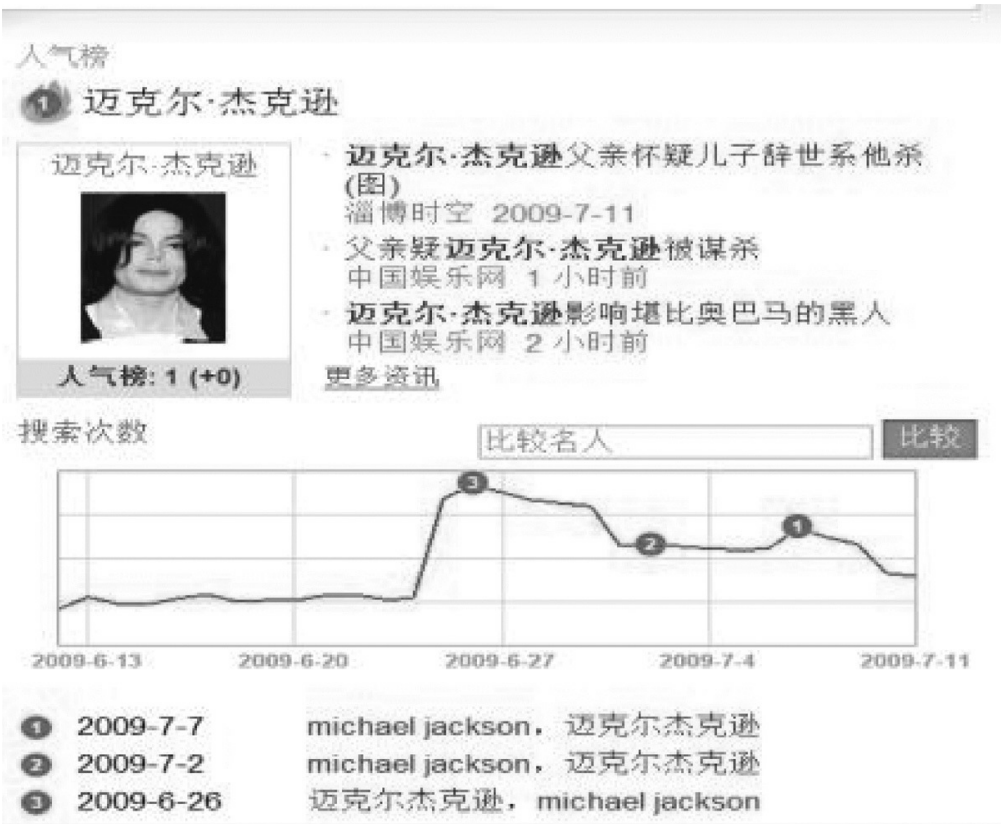 人气榜
1 迈克尔·杰克逊
迈克尔·杰克逊
人气榜: 1 (+0)
· 迈克尔·杰克逊父亲怀疑儿子辞世系他杀
(图)
淄博时空 2009-7-11
· 父亲疑迈克尔·杰克逊被谋杀
中国娱乐网 1 小时前
· 迈克尔·杰克逊影响堪比奥巴马的黑人
中国娱乐网 2 小时前
更多资讯
搜索次数 比较名人 比较
3
2
1
2009-6-13 2009-6-20 2009-6-27 2009-7-4 2009-7-11
1 2009-7-7 michael jackson，迈克尔杰克逊
2 2009-7-2 michael jackson，迈克尔杰克逊
3 2009-6-26 迈克尔杰克逊，michael jackson